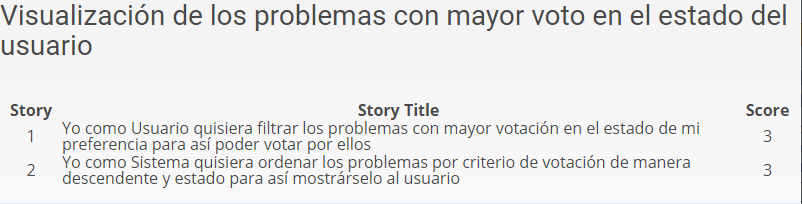 Visualización de los problemas con mayor voto en el estado del
usuario
Story Story Title Score
1 Yo como Usuario quisiera filtrar los problemas con mayor votación en el estado de mi
preferencia para así poder votar por ellos 3
2 Yo como Sistema quisiera ordenar los problemas por criterio de votación de manera
descendente y estado para así mostrárselo al usuario 3